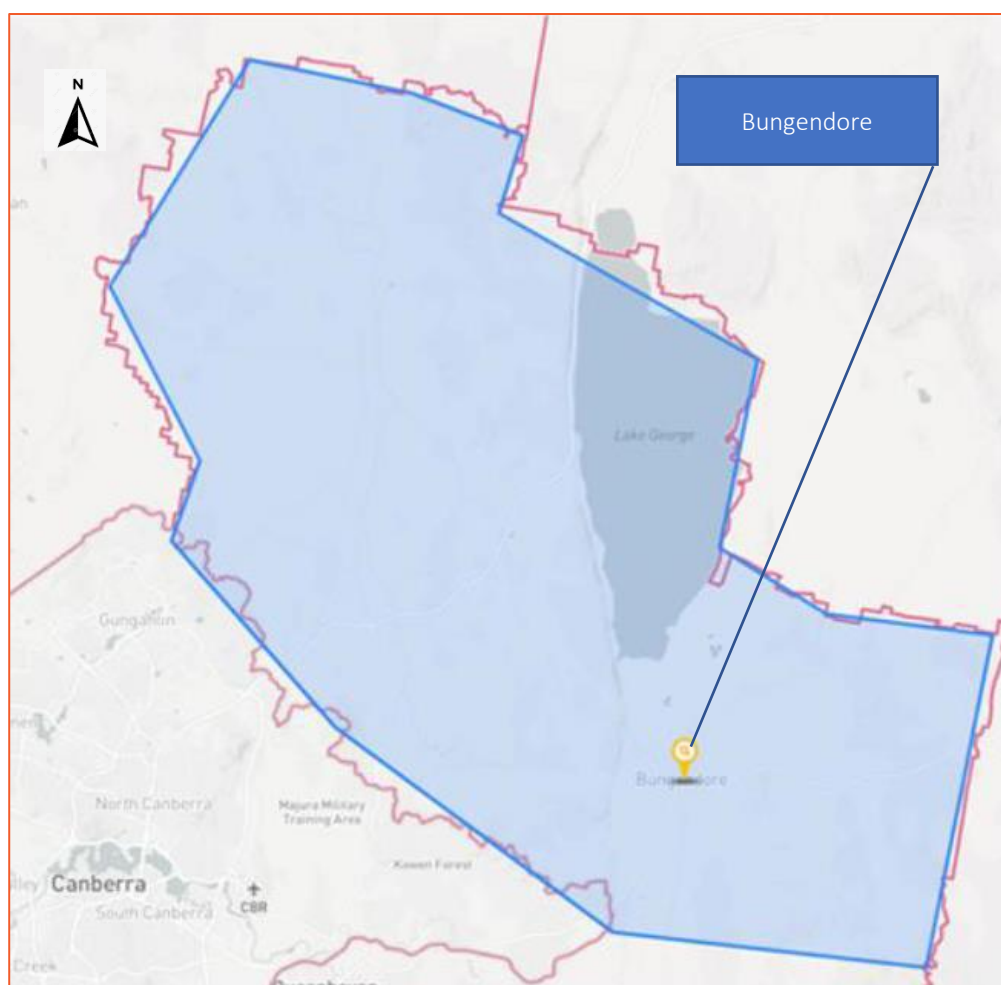 N
Bungendore
Lake George
Gungahlin
Bungendore
North Canberra
Majura Military
Training Area
Kowen Forest
Canberra
CBR
South Canberra
Creek